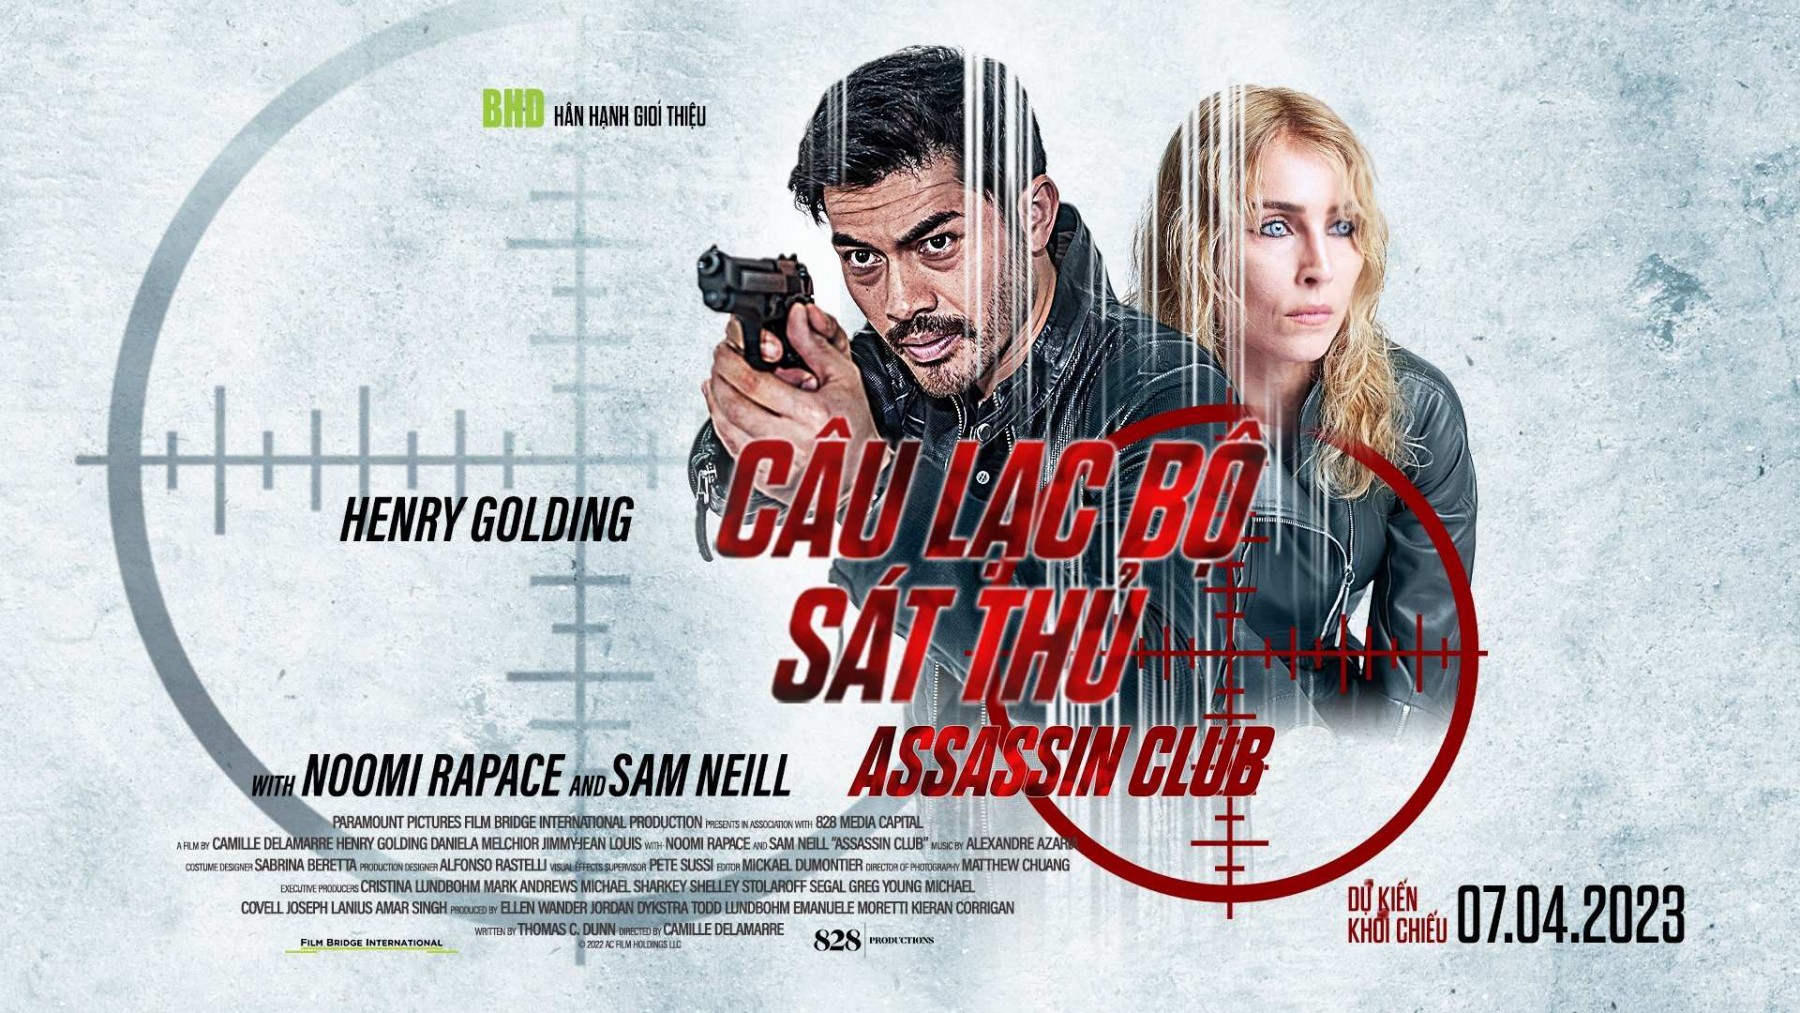 BHD HÂN HẠNH GIỚI THIỆU
HENRY GOLDING
CÂU LẠC BỘ
SÁT THỦ
ASSASSIN CLUB
WITH NOOMI RAPACE AND SAM NEILL
PARAMOUNT PICTURES FILM BRIDGE INTERNATIONAL PRODUCTION PRESENTS IN ASSOCIATION WITH 828 MEDIA CAPITAL
A FILM BY CAMILLE DELAMARRE HENRY GOLDING DANIELA MELCHIOR JIMMY JEAN LOUIS WITH NOOMI RAPACE AND SAM NEILL "ASSASSIN CLUB" MUSIC BY ALEXANDRE AZARIA
COSTUME DESIGNER SABRINA BERETTA PRODUCTION DESIGNER ALFONSO RASTELLI VISUAL EFFECTS SUPERVISOR PETE SUSSI EDITOR MICKAEL DUMONTIER DIRECTOR OF PHOTOGRAPHY MATTHEW CHUANG
EXECUTIVE PRODUCERS CRISTINA LUNDBOHM MARK ANDREWS MICHAEL SHARKEY SHELLEY STOLAROFF SEGAL GREG YOUNG MICHAEL
COVELL JOSEPH LANIUS AMAR SINGH PRODUCED BY ELLEN WANDER JORDAN DYKSTRA TODD LUNDBOHM EMANUELE MORETTI KIERAN CORRIGAN
WRITTEN BY THOMAS C. DUNN DIRECTED BY CAMILLE DELAMARRE
© 2022 AC FILM HOLDINGS LLC
FILM BRIDGE INTERNATIONAL
828 PRODUCTIONS
DỰ KIẾN
KHỞI CHIẾU 07.04.2023